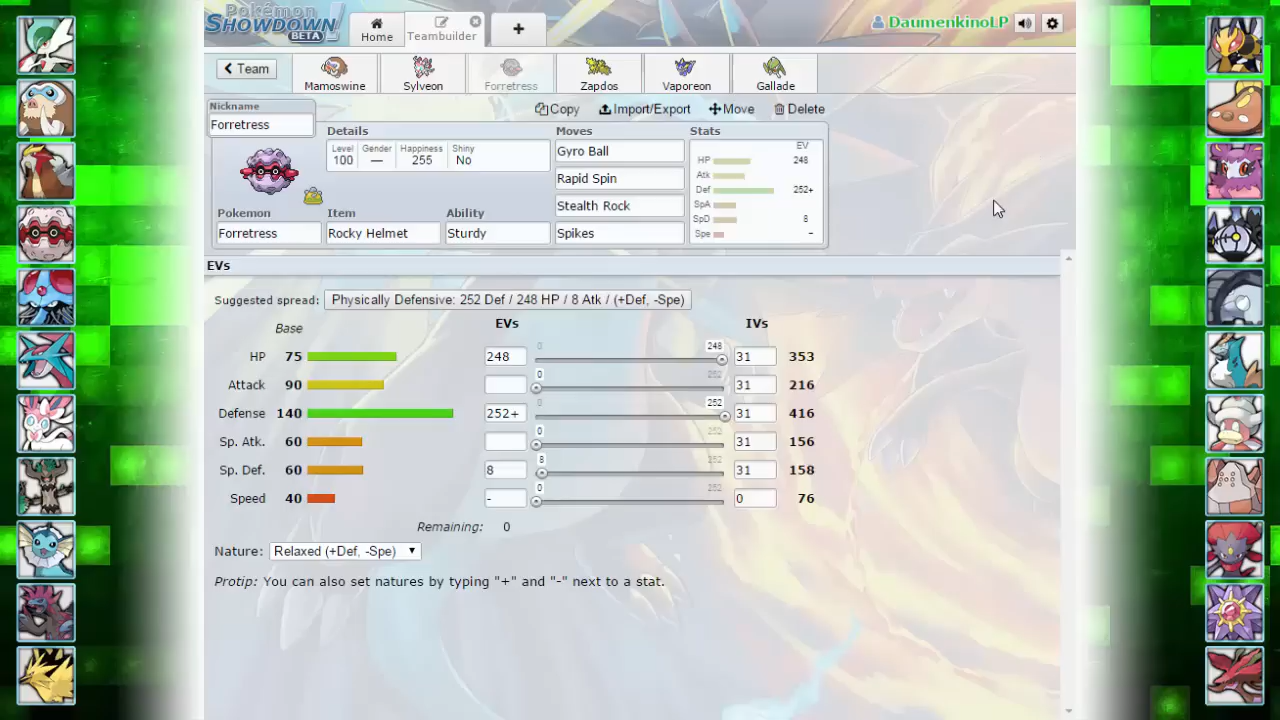 Pokémon
SHOWDOWN!
BETA
Home
Teambuilder
DaumenkinoLP
Team
Mamoswine
Sylveon
Forretress
Zapdos
Vaporeon
Gallade
Nickname
Forretress
Copy
Import/Export
Move
Delete
Details
Level
100
Gender
—
Happiness
255
Shiny
No
Pokemon
Forretress
Item
Rocky Helmet
Ability
Sturdy
Moves
Gyro Ball
Rapid Spin
Stealth Rock
Spikes
Stats
EV
HP 248
Atk
Def 252+
SpA
SpD 8
Spe -
EVs
Suggested spread: Physically Defensive: 252 Def / 248 HP / 8 Atk / (+Def, -Spe)
Base EVs IVs
HP 75 248 0 248 31 353
Attack 90 0 252 31 216
Defense 140 252+ 0 252 31 416
Sp. Atk. 60 0 252 31 156
Sp. Def. 60 8 8 252 31 158
Speed 40 - 0 252 0 76
Remaining: 0
Nature: Relaxed (+Def, -Spe)
Protip: You can also set natures by typing "+" and "-" next to a stat.